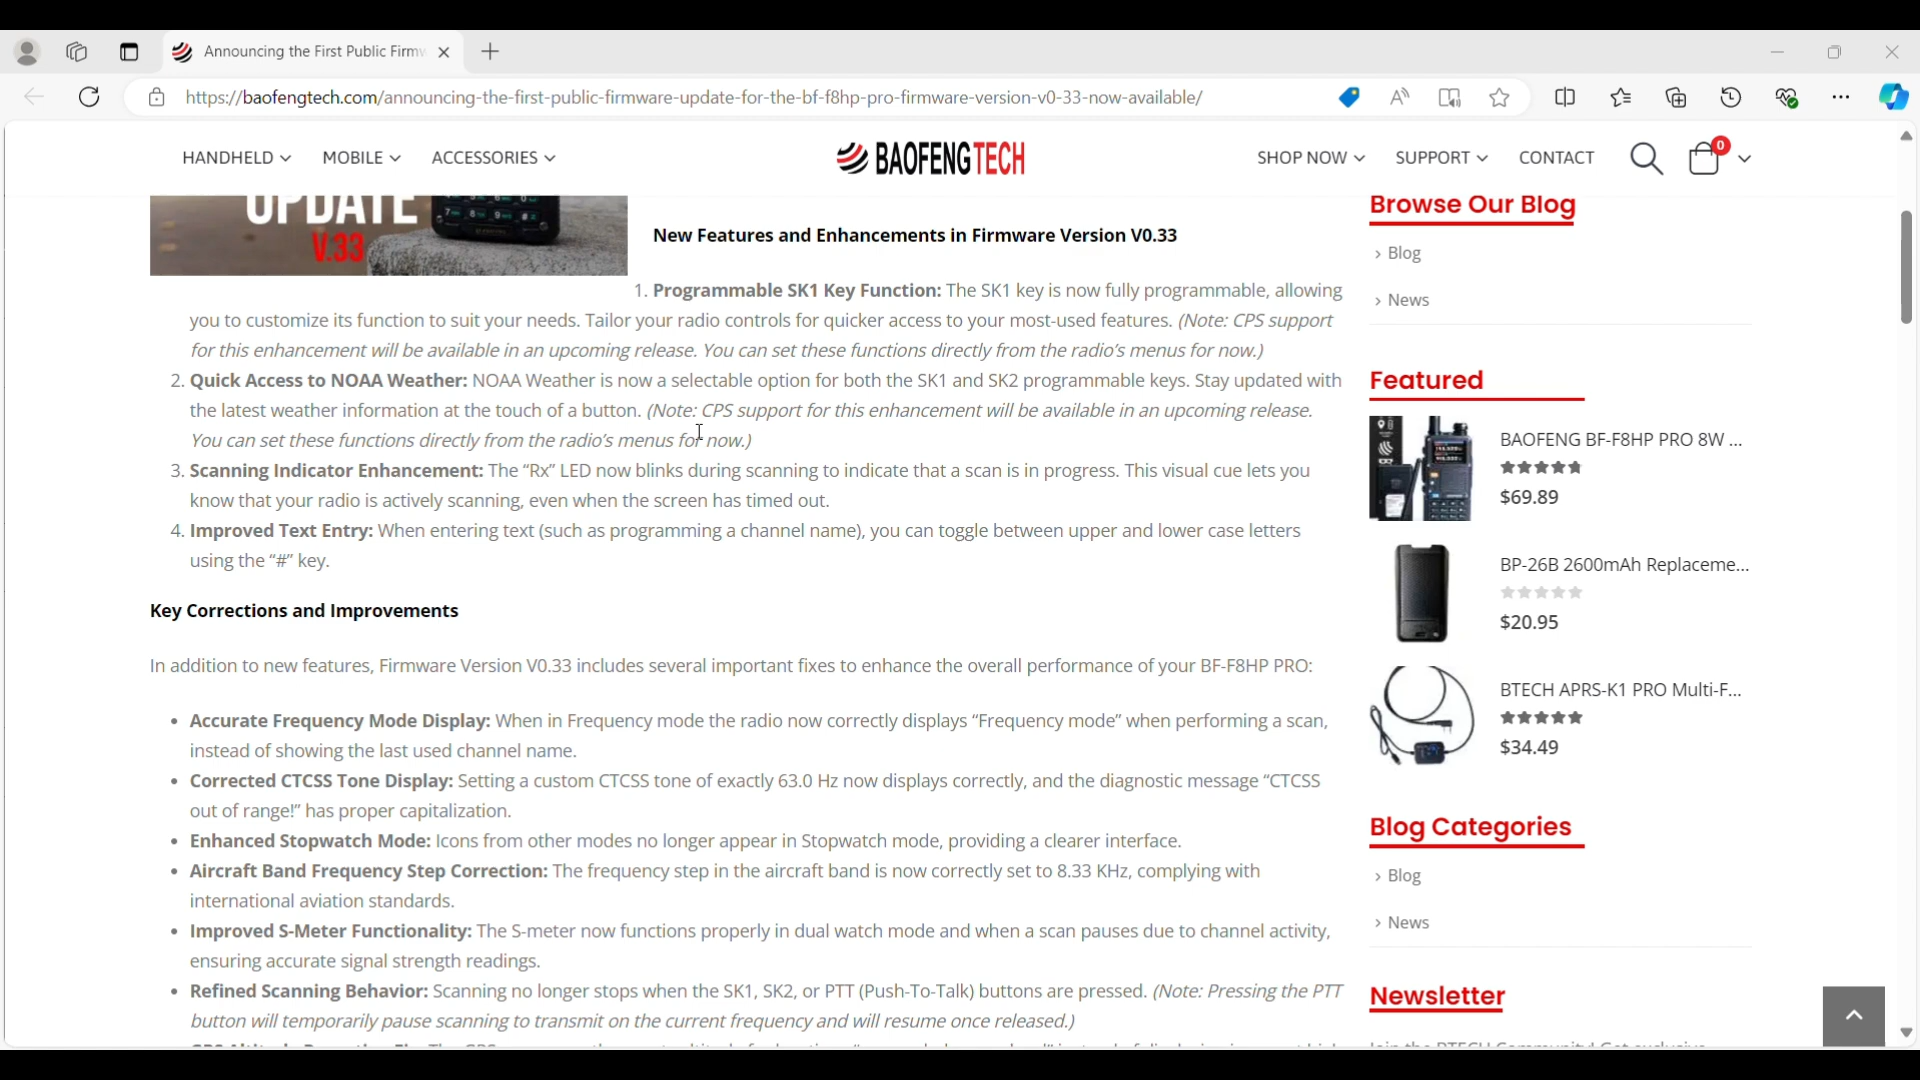 Announcing the First Public Firmw
https://baofengtech.com/announcing-the-first-public-firmware-update-for-the-bf-f8hp-pro-firmware-version-v0-33-now-available/
HANDHELD
MOBILE
ACCESSORIES
BAOFENGTECH
SHOP NOW
SUPPORT
CONTACT
0
UPDATE
V.33
New Features and Enhancements in Firmware Version V0.33
1. Programmable SK1 Key Function: The SK1 key is now fully programmable, allowing
you to customize its function to suit your needs. Tailor your radio controls for quicker access to your most-used features. (Note: CPS support
for this enhancement will be available in an upcoming release. You can set these functions directly from the radio's menus for now.)
2. Quick Access to NOAA Weather: NOAA Weather is now a selectable option for both the SK1 and SK2 programmable keys. Stay updated with
the latest weather information at the touch of a button. (Note: CPS support for this enhancement will be available in an upcoming release.
You can set these functions directly from the radio's menus for now.)
3. Scanning Indicator Enhancement: The “Rx” LED now blinks during scanning to indicate that a scan is in progress. This visual cue lets you
know that your radio is actively scanning, even when the screen has timed out.
4. Improved Text Entry: When entering text (such as programming a channel name), you can toggle between upper and lower case letters
using the “#” key.
Key Corrections and Improvements
In addition to new features, Firmware Version V0.33 includes several important fixes to enhance the overall performance of your BF-F8HP PRO:
• Accurate Frequency Mode Display: When in Frequency mode the radio now correctly displays “Frequency mode” when performing a scan,
instead of showing the last used channel name.
• Corrected CTCSS Tone Display: Setting a custom CTCSS tone of exactly 63.0 Hz now displays correctly, and the diagnostic message “CTCSS
out of range!” has proper capitalization.
• Enhanced Stopwatch Mode: Icons from other modes no longer appear in Stopwatch mode, providing a clearer interface.
• Aircraft Band Frequency Step Correction: The frequency step in the aircraft band is now correctly set to 8.33 KHz, complying with
international aviation standards.
• Improved S-Meter Functionality: The S-meter now functions properly in dual watch mode and when a scan pauses due to channel activity,
ensuring accurate signal strength readings.
• Refined Scanning Behavior: Scanning no longer stops when the SK1, SK2, or PTT (Push-To-Talk) buttons are pressed. (Note: Pressing the PTT
button will temporarily pause scanning to transmit on the current frequency and will resume once released.)
Browse Our Blog
› Blog
› News
Featured
BAOFENG BF-F8HP PRO 8W ...
$69.89
BP-26B 2600mAh Replaceme...
$20.95
BTECH APRS-K1 PRO Multi-F...
$34.49
Blog Categories
› Blog
› News
Newsletter